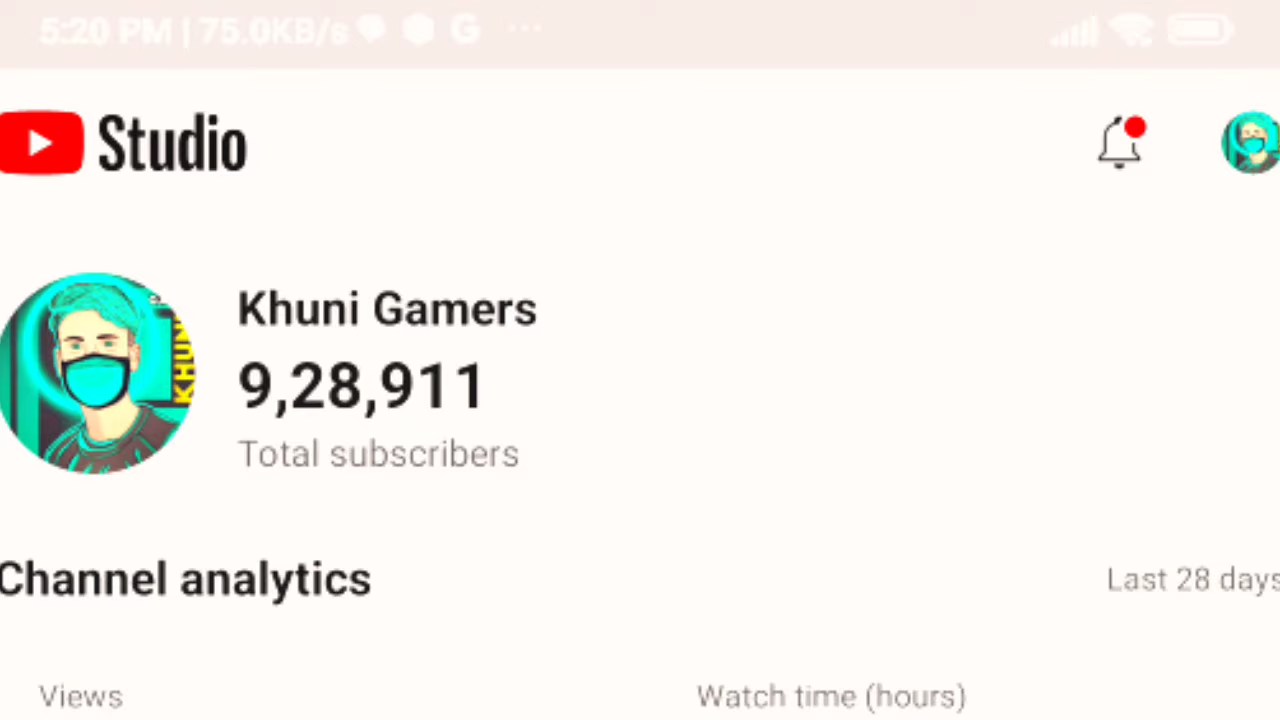 5:20 PM | 75.0KB/s G ...
Studio
KHUNI
Khuni Gamers
9,28,911
Total subscribers
Channel analytics
Last 28 days
Views
Watch time (hours)